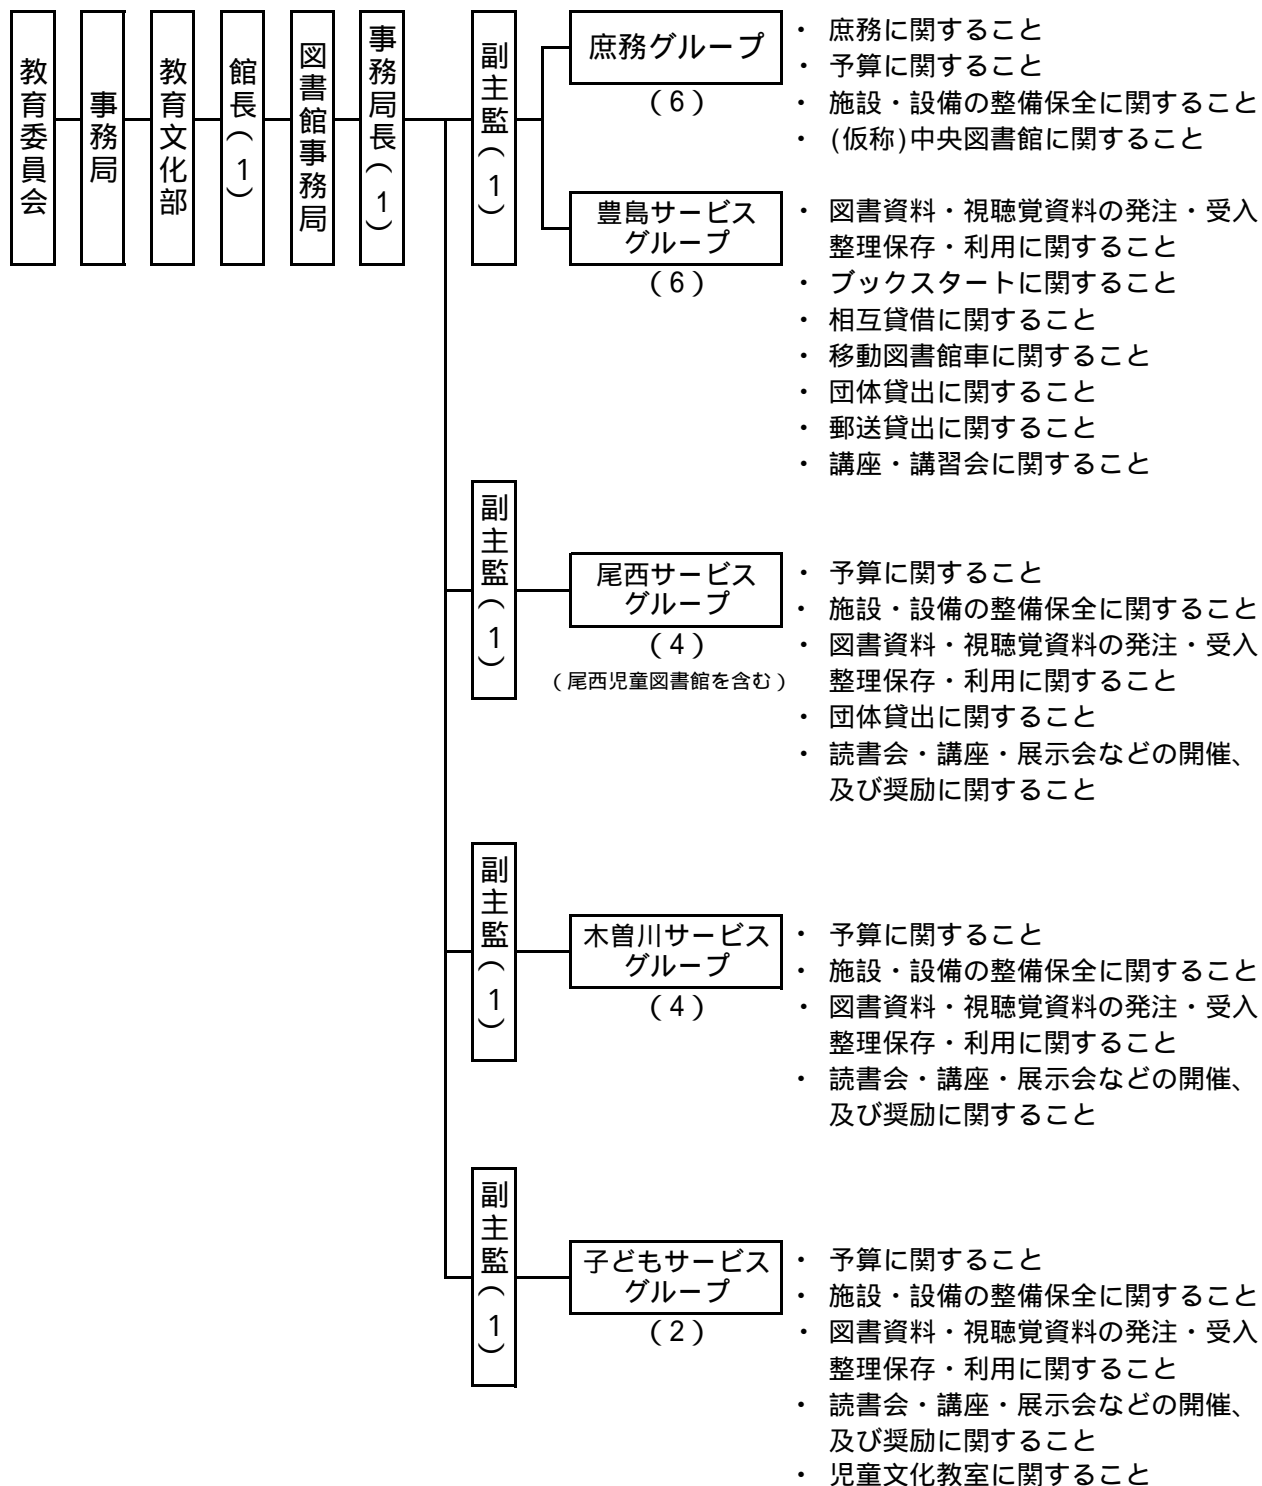 教育委員会
事務局
教育文化部
館長(1)
図書館事務局
事務局長(1)
副主監(1)
庶務グループ
(6)
・ 庶務に関すること
・ 予算に関すること
・ 施設・設備の整備保全に関すること
・ (仮称)中央図書館に関すること
豊島サービス
グループ
(6)
・ 図書資料・視聴覚資料の発注・受入
整理保存・利用に関すること
・ ブックスタートに関すること
・ 相互貸借に関すること
・ 移動図書館車に関すること
・ 団体貸出に関すること
・ 郵送貸出に関すること
・ 講座・講習会に関すること
副主監(1)
尾西サービス
グループ
(4)
(尾西児童図書館を含む)
・ 予算に関すること
・ 施設・設備の整備保全に関すること
・ 図書資料・視聴覚資料の発注・受入
整理保存・利用に関すること
・ 団体貸出に関すること
・ 読書会・講座・展示会などの開催、
及び奨励に関すること
副主監(1)
木曽川サービス
グループ
(4)
・ 予算に関すること
・ 施設・設備の整備保全に関すること
・ 図書資料・視聴覚資料の発注・受入
整理保存・利用に関すること
・ 読書会・講座・展示会などの開催、
及び奨励に関すること
副主監(1)
子どもサービス
グループ
(2)
・ 予算に関すること
・ 施設・設備の整備保全に関すること
・ 図書資料・視聴覚資料の発注・受入
整理保存・利用に関すること
・ 読書会・講座・展示会などの開催、
及び奨励に関すること
・ 児童文化教室に関すること